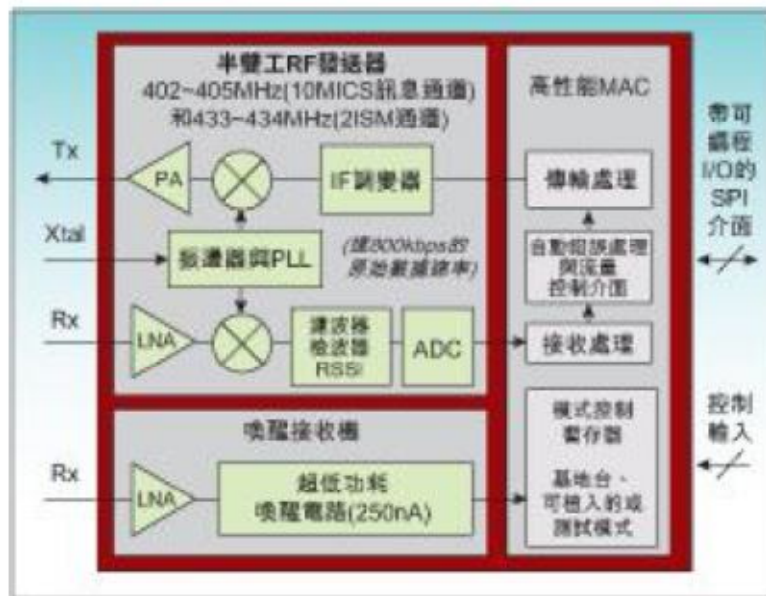 半雙工RF發送器
402~405MHz(10MICS訊息通道)
和433~434MHz(2ISM通道)
高性能MAC
Tx
PA
IF調變器
傳輸處理
帶可
編程
I/O的
SPI
介面
Xtal
振盪器與PLL
(達800kbps的
原始數據速率)
自動錯誤處理
與流量
控制介面
Rx
LNA
濾波器
檢波器
RSSI
ADC
接收處理
喚醒接收機
模式控制
暫存器
基地台、
可植入的或
測試模式
控制
輸入
Rx
LNA
超低功耗
喚醒電路(250nA)